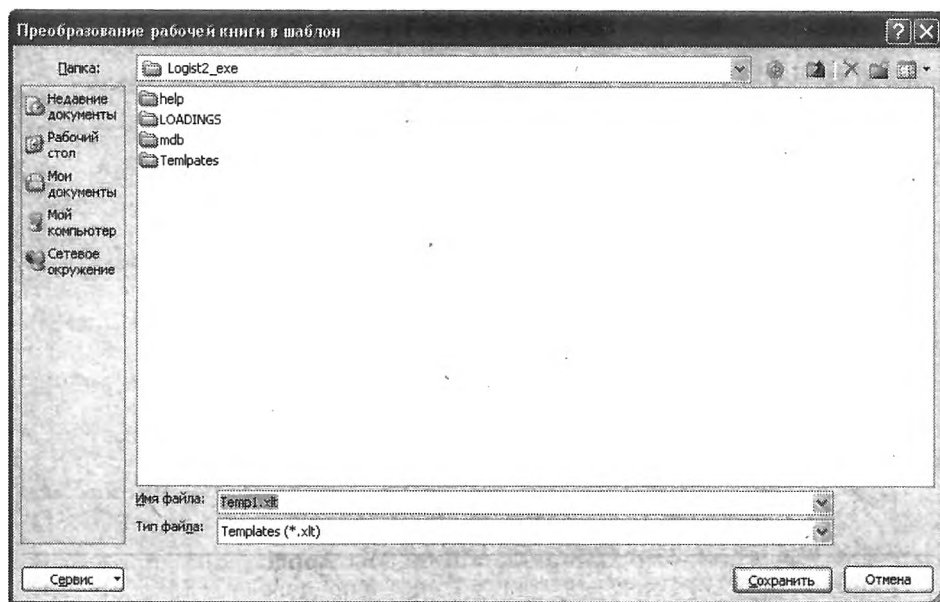 Преобразование рабочей книги в шаблон
Папка:
Logist2_exe
Недавние
документы
Рабочий
стол
Мои
документы
Мой
компьютер
Сетевое
окружение
help
LOADINGS
mdb
Temlpates
Имя файла:
Temp1.xlt
Тип файла:
Templates (*.xlt)
Сервис
Сохранить
Отмена